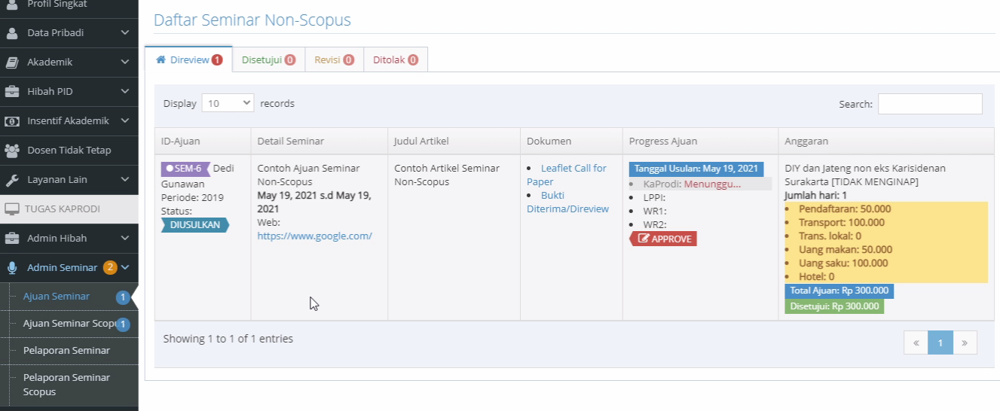 Profil Singkat
Data Pribadi
Akademik
Hibah PID
Insentif Akademik
Dosen Tidak Tetap
Layanan Lain
TUGAS KAPRODI
Admin Hibah
Admin Seminar 2
Ajuan Seminar 1
Ajuan Seminar Scopu 1
Pelaporan Seminar
Pelaporan Seminar
Scopus
Daftar Seminar Non-Scopus
Direview 1 Disetujui 0 Revisi 0 Ditolak 0
Display 10 records Search:
ID-Ajuan Detail Seminar Judul Artikel Dokumen Progress Ajuan Anggaran
SEM-6 Dedi
Gunawan
Periode: 2019
Status:
DIUSULKAN
Contoh Ajuan Seminar
Non-Scopus
May 19, 2021 s.d May 19,
2021
Web:
https://www.google.com/
Contoh Artikel Seminar
Non-Scopus
• Leaflet Call for
Paper
• Bukti
Diterima/Direview
Tanggal Usulan: May 19, 2021
• KaProdi: Menunggu...
• LPPI:
• WR1:
• WR2:
APPROVE
DIY dan Jateng non eks Karisidenan
Surakarta [TIDAK MENGINAP]
Jumlah hari: 1
• Pendaftaran: 50.000
• Transport: 100.000
• Trans. lokal: 0
• Uang makan: 50.000
• Uang saku: 100.000
• Hotel: 0
Total Ajuan: Rp 300.000
Disetujui: Rp 300.000
Showing 1 to 1 of 1 entries
« 1 »